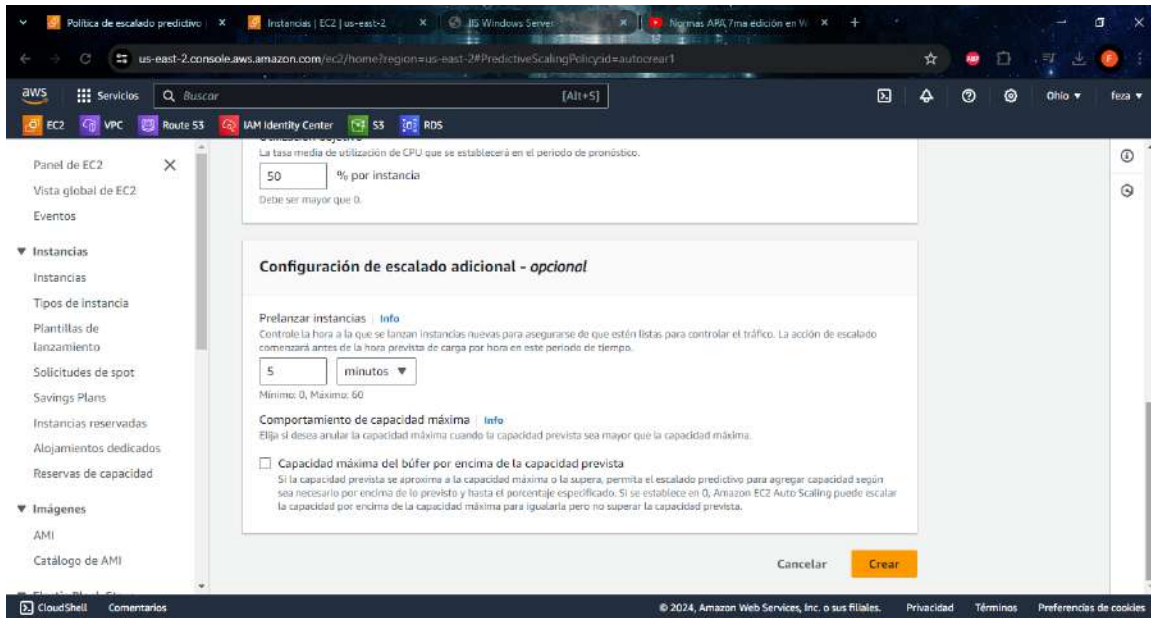 Política de escalado predictivo
Instancias | EC2 | us-east-2
IIS Windows Server
Normas APA 7ma edición en W
us-east-2.console.aws.amazon.com/ec2/home?region=us-east-2#PredictiveScalingPolicy:id=autocrear1
aws
Servicios
Buscar
[Alt+S]
Ohio
feza
EC2
VPC
Route 53
IAM Identity Center
S3
RDS
Panel de EC2
Vista global de EC2
Eventos
Instancias
Instancias
Tipos de instancia
Plantillas de
lanzamiento
Solicitudes de spot
Savings Plans
Instancias reservadas
Alojamientos dedicados
Reservas de capacidad
Imágenes
AMI
Catálogo de AMI
La tasa media de utilización de CPU que se establecerá en el periodo de pronóstico.
50
% por instancia
Debe ser mayor que 0.
Configuración de escalado adicional - opcional
Prelanzar instancias | Info
Controle la hora a la que se lanzan instancias nuevas para asegurarse de que estén listas para controlar el tráfico. La acción de escalado
comenzará antes de la hora prevista de carga por hora en este periodo de tiempo.
5
minutos
Mínimo: 0, Máximo: 60
Comportamiento de capacidad máxima | Info
Elija si desea anular la capacidad máxima cuando la capacidad prevista sea mayor que la capacidad máxima.
Capacidad máxima del búfer por encima de la capacidad prevista
Si la capacidad prevista se aproxima a la capacidad máxima o la supera, permita el escalado predictivo para agregar capacidad según
sea necesario por encima de lo previsto y hasta el porcentaje especificado. Si se establece en 0, Amazon EC2 Auto Scaling puede escalar
la capacidad por encima de la capacidad máxima para igualarla pero no superar la capacidad prevista.
Cancelar
Crear
CloudShell
Comentarios
© 2024, Amazon Web Services, Inc. o sus filiales.
Privacidad
Términos
Preferencias de cookies